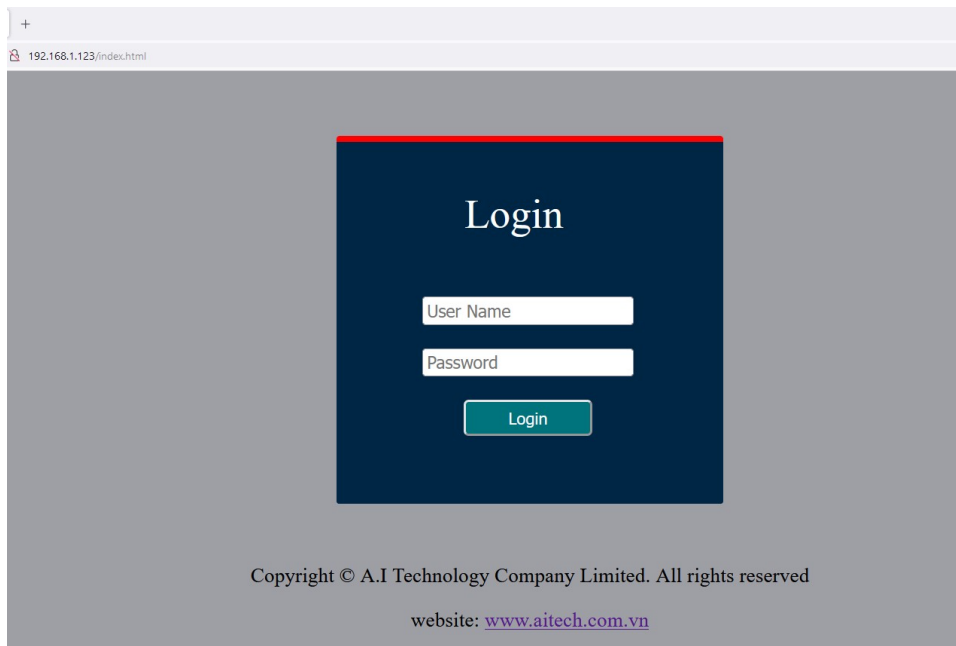 +
192.168.1.123/index.html
Login
User Name
Password
Login
Copyright © A.I Technology Company Limited. All rights reserved
website: www.aitech.com.vn